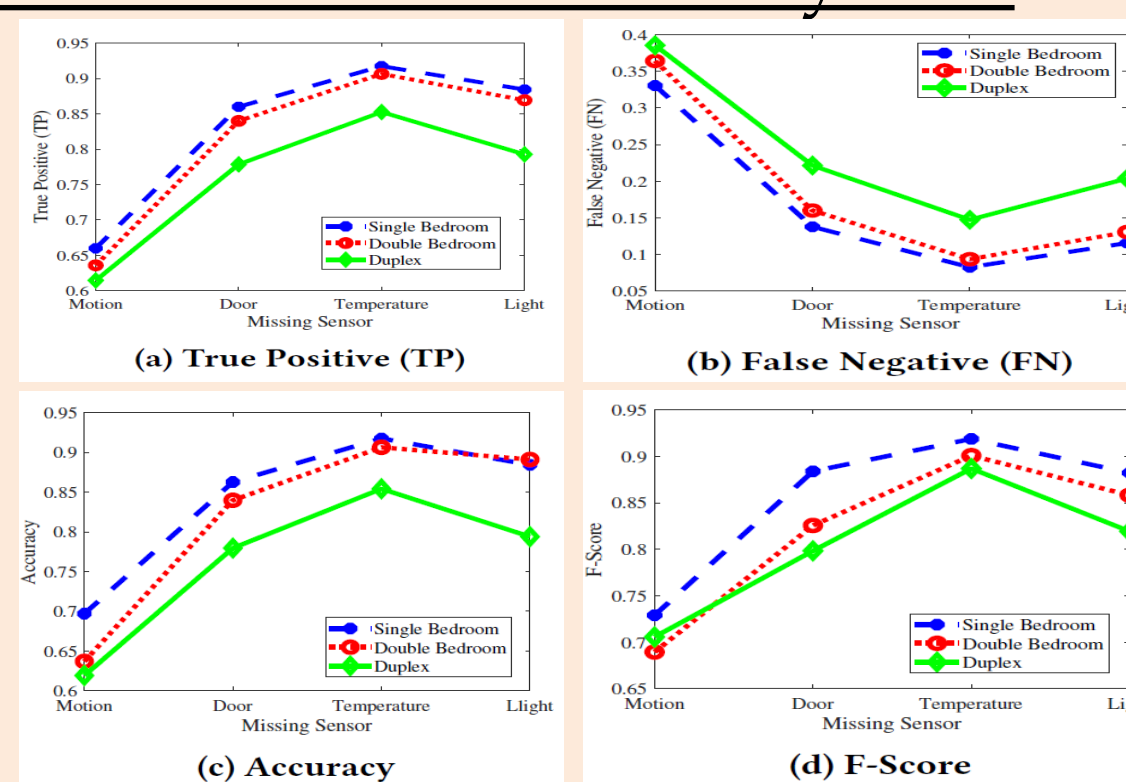 0.95
0.9
0.85
0.8
0.75
0.7
0.65
0.6
True Positive (TP)
Single Bedroom
Double Bedroom
Duplex
Motion Door Temperature Light
Missing Sensor
(a) True Positive (TP)
0.4
0.35
0.3
0.25
0.2
0.15
0.1
0.05
False Negative (FN)
Single Bedroom
Double Bedroom
Duplex
Motion Door Temperature Lig
Missing Sensor
(b) False Negative (FN)
0.95
0.9
0.85
0.8
0.75
0.7
0.65
0.6
Accuracy
Single Bedroom
Double Bedroom
Duplex
Motion Door Temperature Llight
Missing Sensor
(c) Accuracy
0.95
0.9
0.85
0.8
0.75
0.7
0.65
F-Score
Single Bedroom
Double Bedroom
Duplex
Motion Door Temperature Lig
Missing Sensor
(d) F-Score